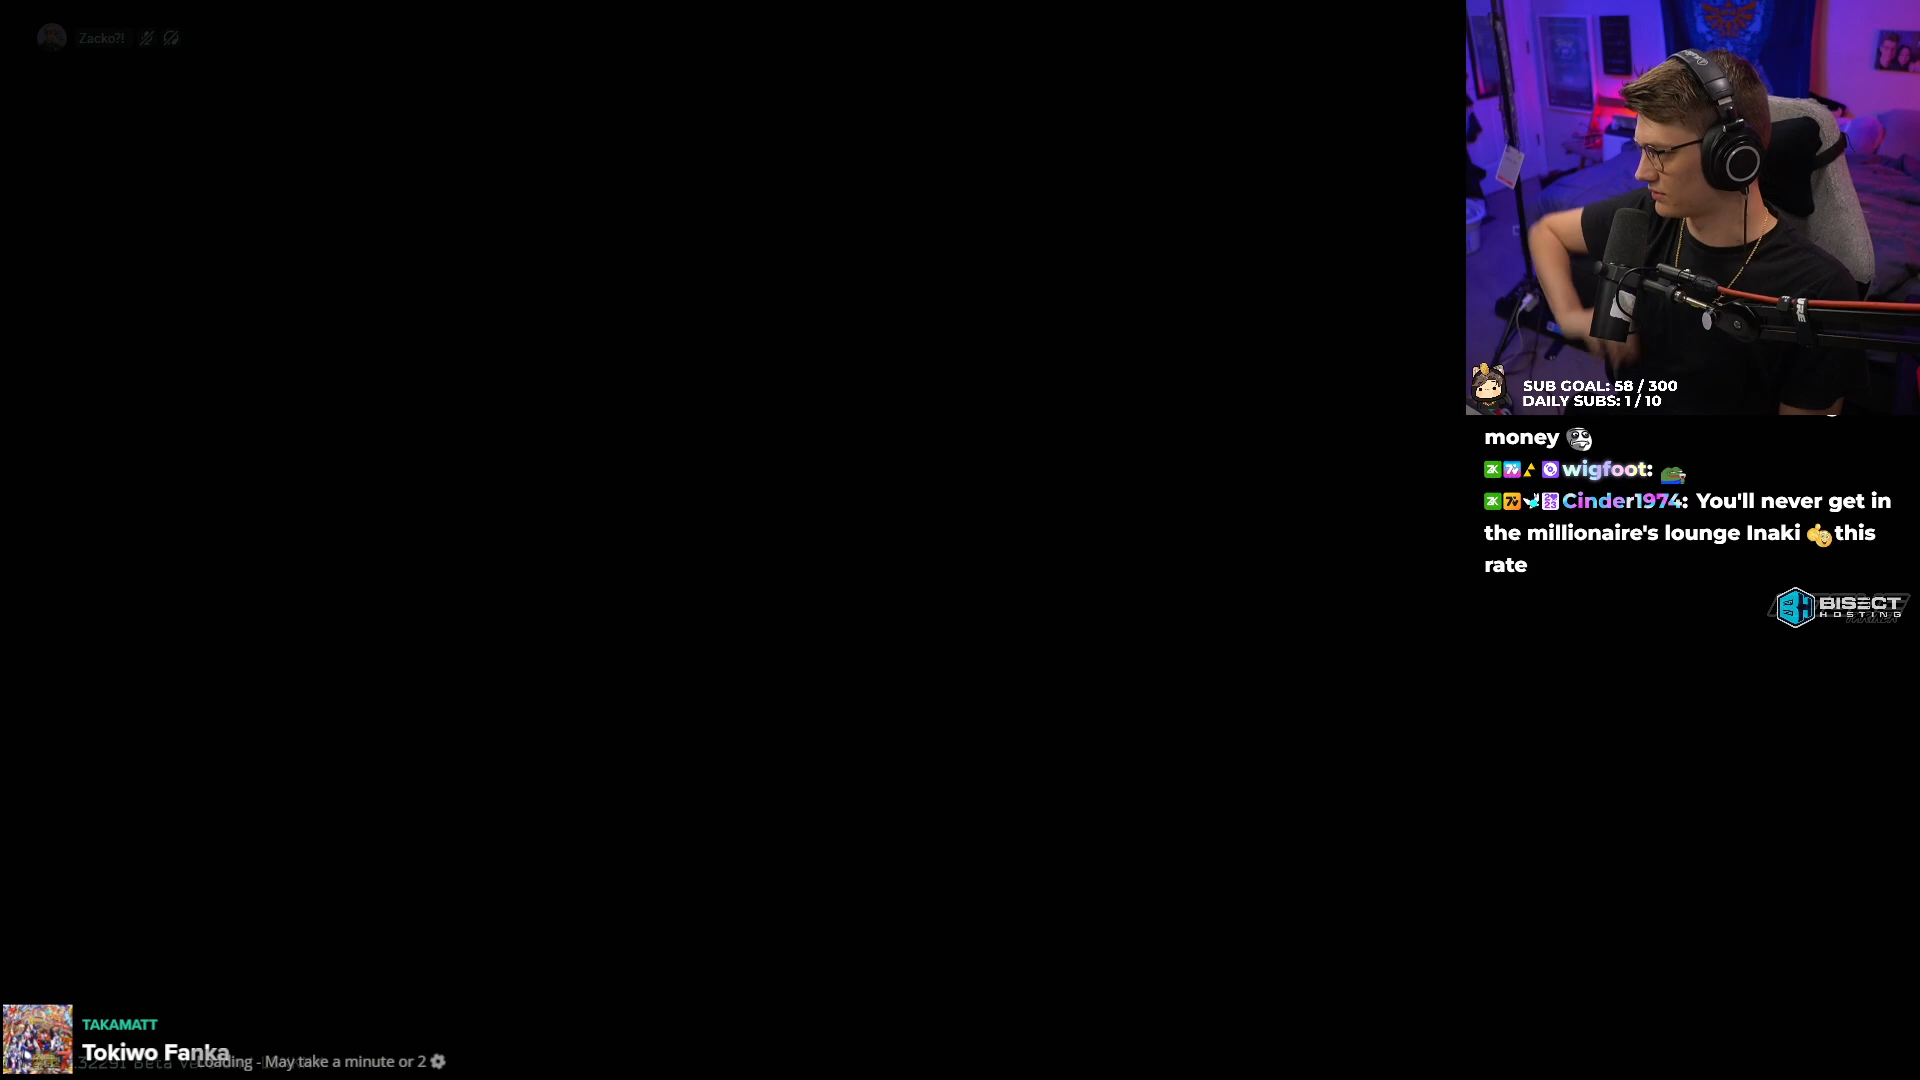 Zacko?!
SUB GOAL: 58 / 300
DAILY SUBS: 1 / 10
money
wigfoot:
Cinder1974: You'll never get in
the millionaire's lounge Inaki this
rate
BISECT
HOSTING
TAKAMATT
Tokiwo Fanka
Loading - May take a minute or 2